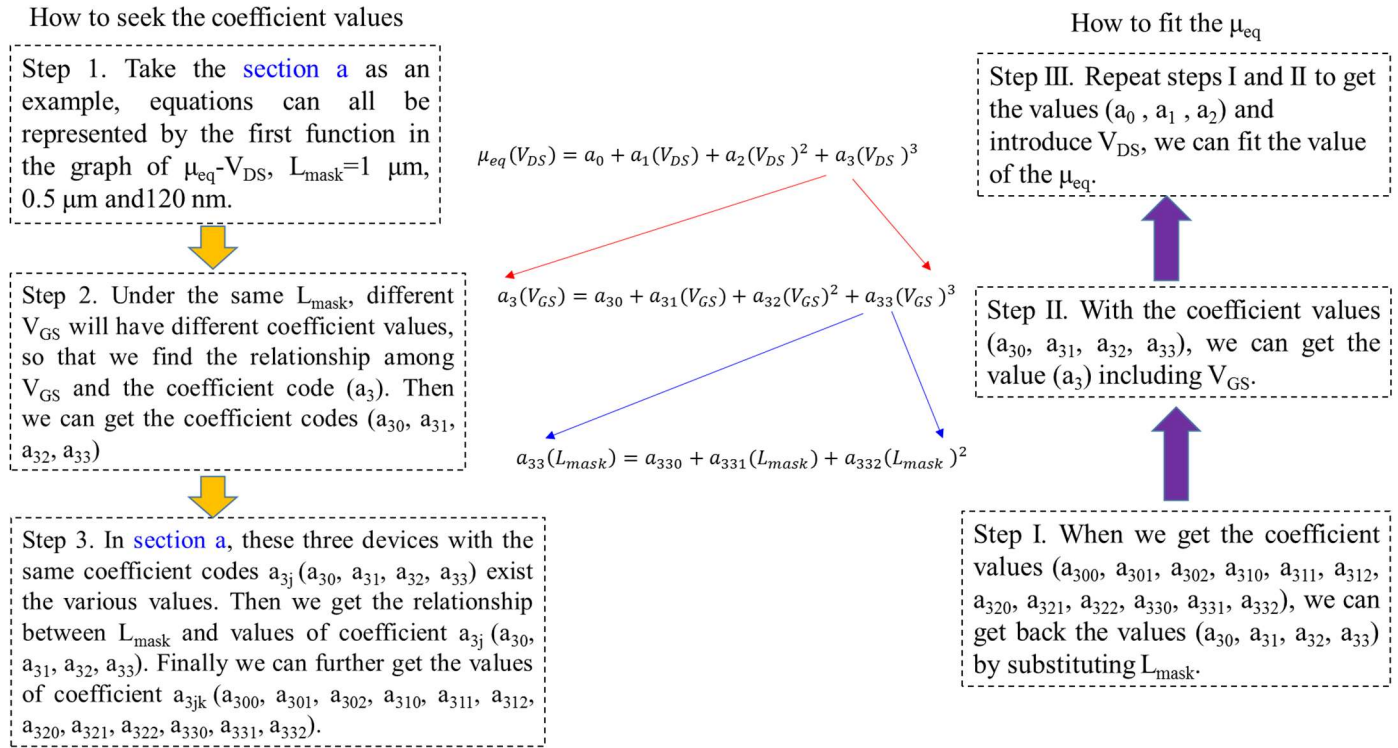 How to seek the coefficient values
Step 1. Take the section a as an
example, equations can all be
represented by the first function in
the graph of μeq-VDS, Lmask=1 μm,
0.5 μm and120 nm.
Step 2. Under the same Lmask, different
VGS will have different coefficient values,
so that we find the relationship among
VGS and the coefficient code (a3). Then
we can get the coefficient codes (a30, a31,
a32, a33)
Step 3. In section a, these three devices with the
same coefficient codes a3j (a30, a31, a32, a33) exist
the various values. Then we get the relationship
between Lmask and values of coefficient a3j (a30,
a31, a32, a33). Finally we can further get the values
of coefficient a3jk (a300, a301, a302, a310, a311, a312,
a320, a321, a322, a330, a331, a332).
μeq(VDS) = a0 + a1(VDS) + a2(VDS)² + a3(VDS)³
a3(VGS) = a30 + a31(VGS) + a32(VGS)² + a33(VGS)³
a33(Lmask) = a330 + a331(Lmask) + a332(Lmask)²
How to fit the μeq
Step III. Repeat steps I and II to get
the values (a0 , a1 , a2) and
introduce VDS, we can fit the value
of the μeq.
Step II. With the coefficient values
(a30, a31, a32, a33), we can get the
value (a3) including VGS.
Step I. When we get the coefficient
values (a300, a301, a302, a310, a311, a312,
a320, a321, a322, a330, a331, a332), we can
get back the values (a30, a31, a32, a33)
by substituting Lmask.